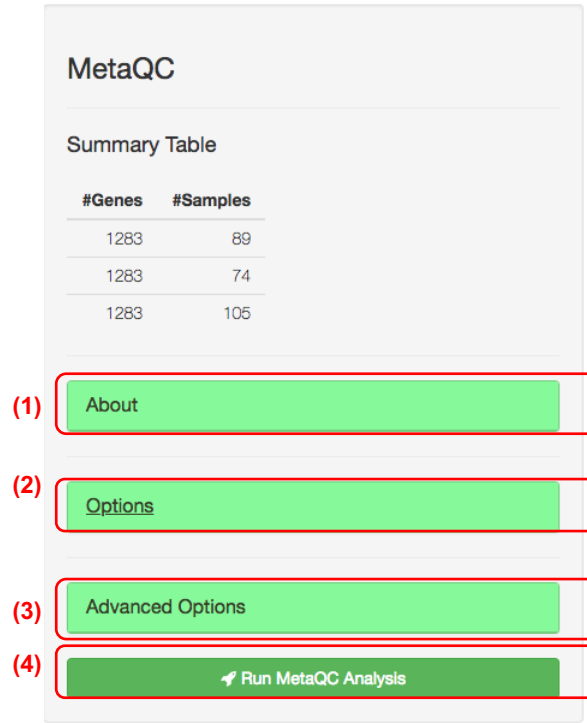 MetaQC
Summary Table
#Genes #Samples
1283 89
1283 74
1283 105
(1) About
(2) Options
(3) Advanced Options
(4) Run MetaQC Analysis